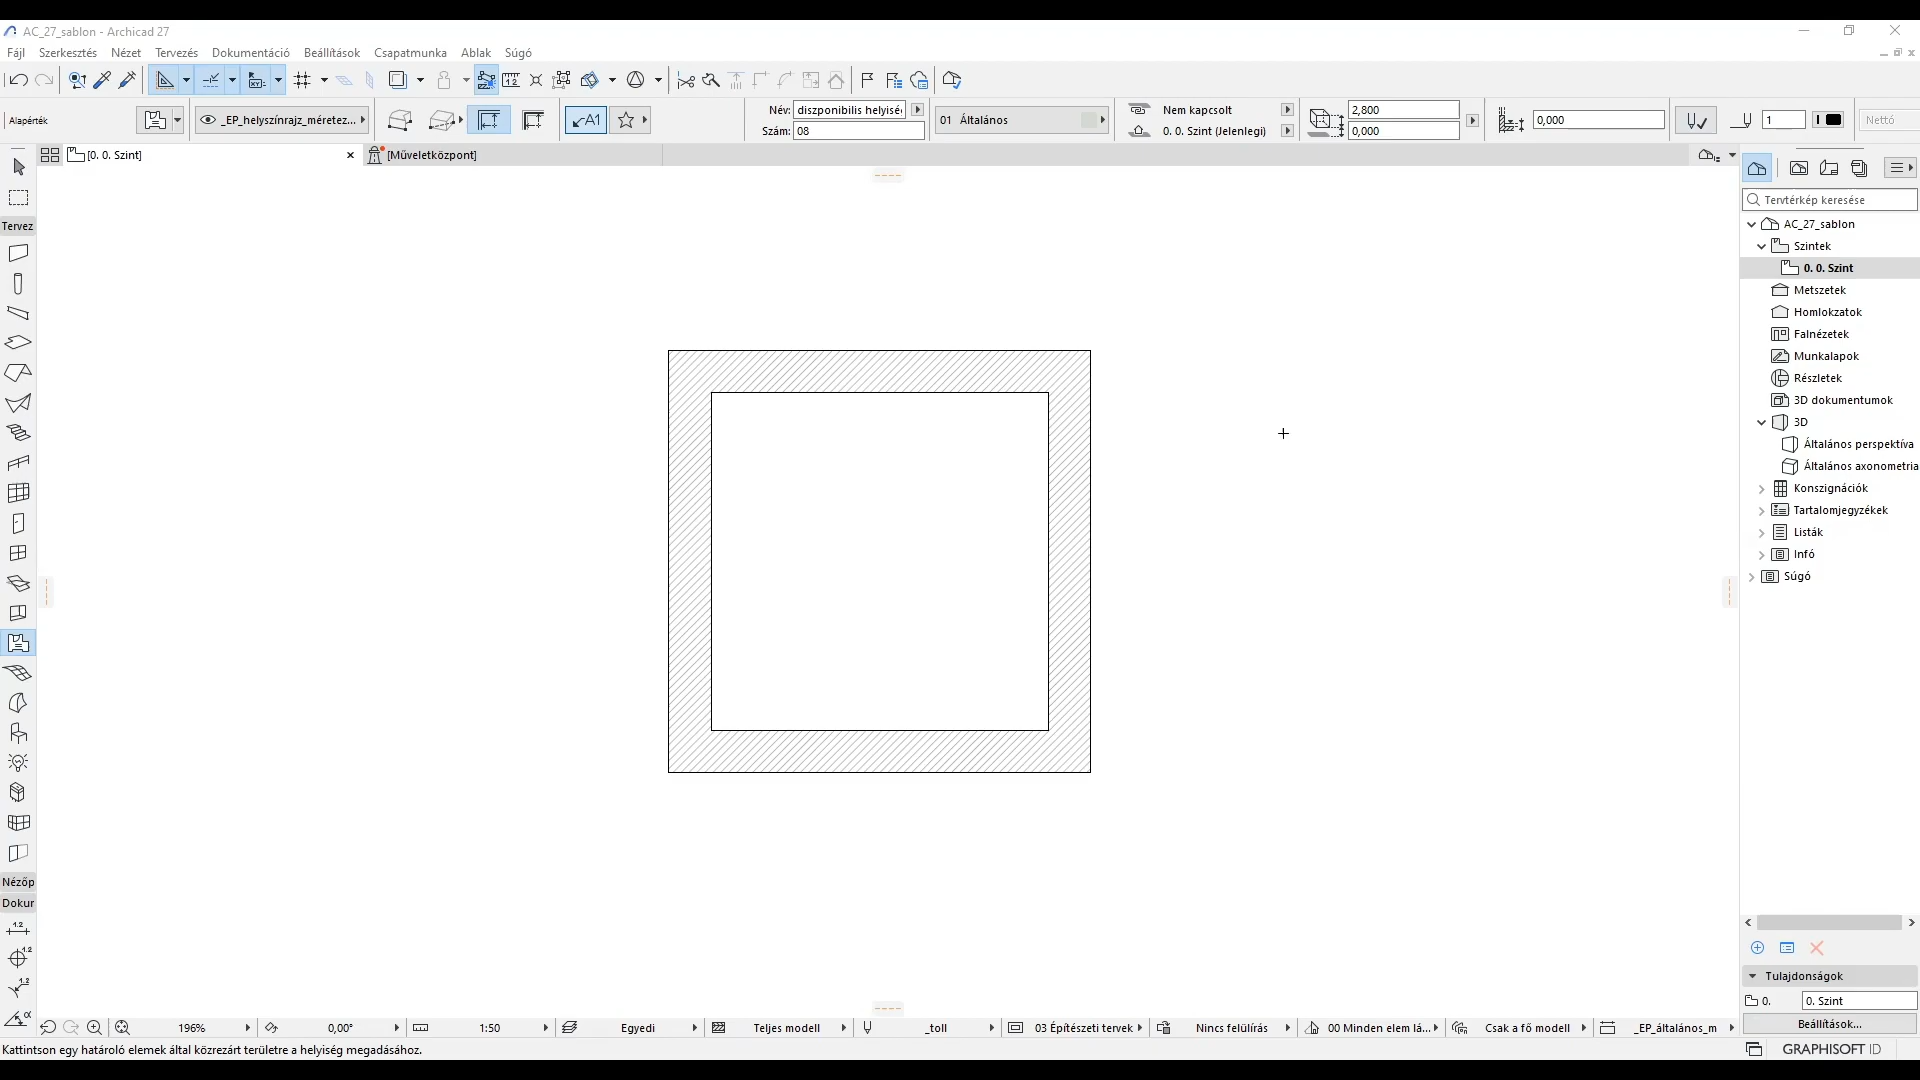 AC_27_sablon - Archicad 27
Fájl Szerkesztés Nézet Tervezés Dokumentáció Beállítások Csapatmunka Ablak Súgó
Alapérték
_EP_helyszínrajz_méretez...
A1
Név: diszponibilis helyisé
Szám: 08
01 Általános
Nem kapcsolt
0. 0. Szint (Jelenlegi)
2,800
0,000
0,000
1
Nettó
[0. 0. Szint]
[Műveletközpont]
Tervez
Nézőp
Dokur
Tervtérkép keresése
AC_27_sablon
Szintek
0. 0. Szint
Metszetek
Homlokzatok
Falnézetek
Munkalapok
Részletek
3D dokumentumok
3D
Általános perspektíva
Általános axonometria
Konszignációk
Tartalomjegyzékek
Listák
Infó
Súgó
Tulajdonságok
0. 0. Szint
Beállítások...
196% 0,00° 1:50 Egyedi Teljes modell _toll 03 Építészeti tervek Nincs felülírás 00 Minden elem lá... Csak a fő modell _EP_általános_m
Kattintson egy határoló elemek által közrezárt területre a helyiség megadásához.
GRAPHISOFT ID